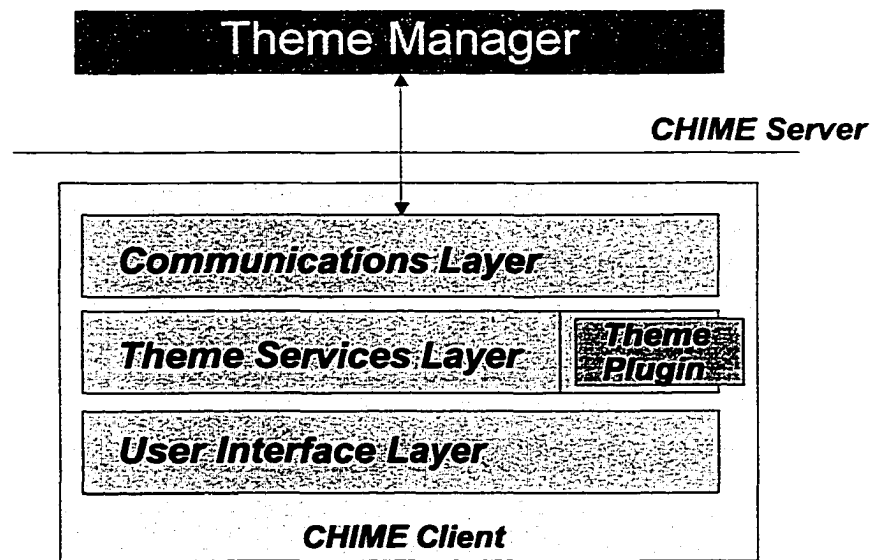 Theme Manager
CHIME Server
Communications Layer
Theme Services Layer
Theme
Plugin
User Interface Layer
CHIME Client